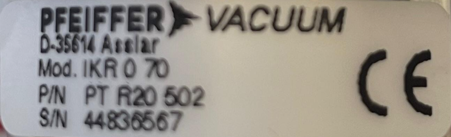 PFEIFFER VACUUM
D-35614 Asslar
Mod. IKR 0 70
P/N PT R20 502
S/N 44836567
CE